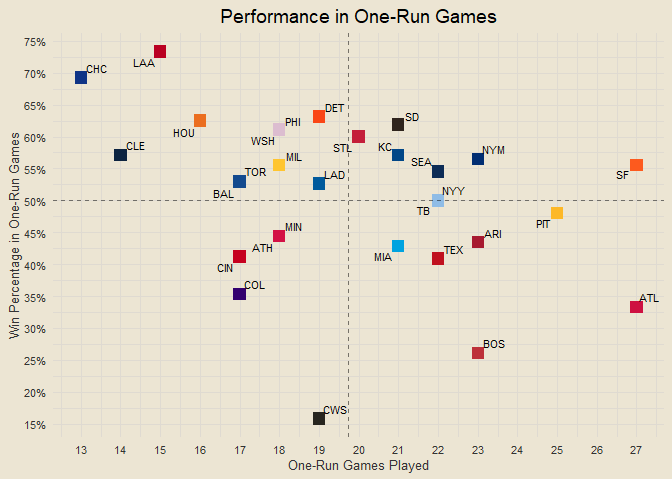 Performance in One-Run Games
Win Percentage in One-Run Games
75%
70%
65%
60%
55%
50%
45%
40%
35%
30%
25%
20%
15%
LAA
CHC
DET
SD
HOU
PHI
WSH
STL
CLE
KC
NYM
MIL
SEA
SF
TOR
LAD
BAL
NYY
TB
PIT
MIN
ARI
ATH
MIA
TEX
CIN
COL
ATL
BOS
CWS
13 14 15 16 17 18 19 20 21 22 23 24 25 26 27
One-Run Games Played